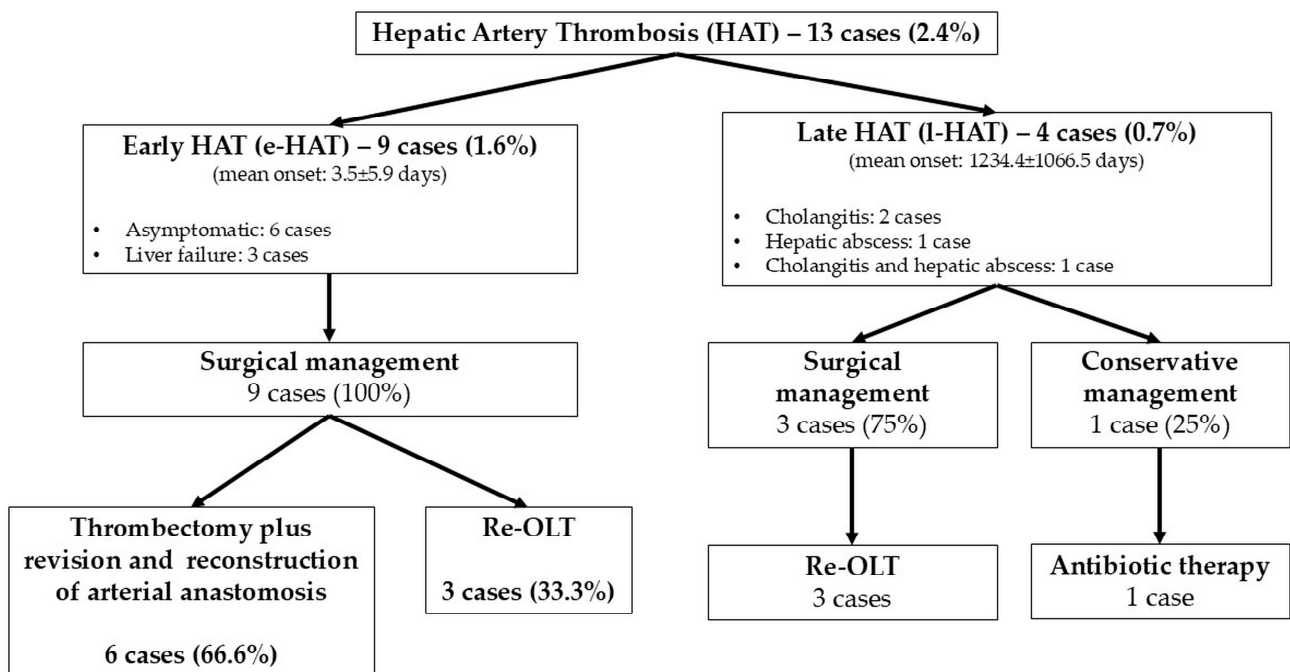 Hepatic Artery Thrombosis (HAT) – 13 cases (2.4%)
Early HAT (e-HAT) – 9 cases (1.6%)
(mean onset: 3.5±5.9 days)
• Asymptomatic: 6 cases
• Liver failure: 3 cases
Late HAT (l-HAT) – 4 cases (0.7%)
(mean onset: 1234.4±1066.5 days)
• Cholangitis: 2 cases
• Hepatic abscess: 1 case
• Cholangitis and hepatic abscess: 1 case
Surgical management
9 cases (100%)
Surgical
management
3 cases (75%)
Conservative
management
1 case (25%)
Thrombectomy plus
revision and reconstruction
of arterial anastomosis
6 cases (66.6%)
Re-OLT
3 cases (33.3%)
Re-OLT
3 cases
Antibiotic therapy
1 case